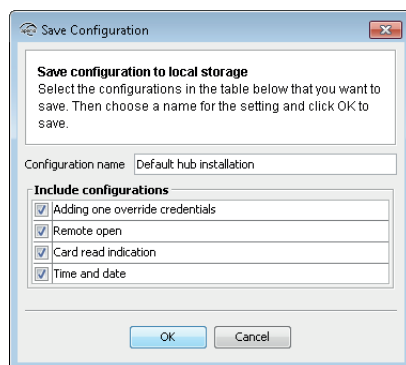 Save Configuration
Save configuration to local storage
Select the configurations in the table below that you want to
save. Then choose a name for the setting and click OK to
save.
Configuration name Default hub installation
Include configurations
Adding one override credentials
Remote open
Card read indication
Time and date
OK Cancel